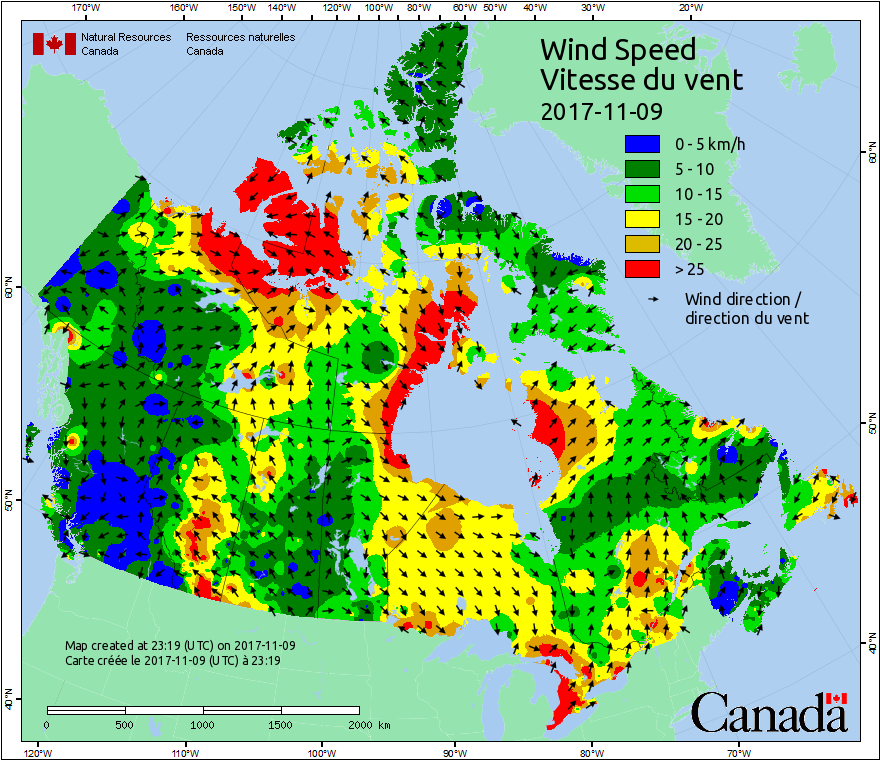 170°W 160°W 150°W 140°W 130°W 120°W 110°W 100°W 90°W 80°W 70°W 60°W 50°W 40°W 30°W 20°W
Natural Resources Ressources naturelles
Canada Canada
Wind Speed
Vitesse du vent
2017-11-09
0 - 5 km/h
5 - 10
10 - 15
15 - 20
20 - 25
> 25
Wind direction /
direction du vent
60°N
60°N
50°N
50°N
40°N
40°N
Map created at 23:19 (UTC) on 2017-11-09
Carte créée le 2017-11-09 (UTC) à 23:19
0 500 1000 1500 2000 km
Canada
120°W 110°W 100°W 90°W 80°W 70°W